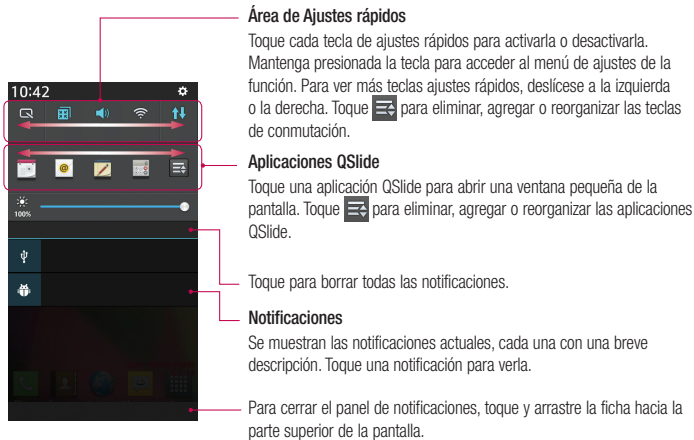 Área de Ajustes rápidos
Toque cada tecla de ajustes rápidos para activarla o desactivarla.
Mantenga presionada la tecla para acceder al menú de ajustes de la
función. Para ver más teclas ajustes rápidos, deslícese a la izquierda
o la derecha. Toque para eliminar, agregar o reorganizar las teclas
de conmutación.
10:42
Aplicaciones QSlide
Toque una aplicación QSlide para abrir una ventana pequeña de la
pantalla. Toque para eliminar, agregar o reorganizar las aplicaciones
QSlide.
100%
Toque para borrar todas las notificaciones.
Notificaciones
Se muestran las notificaciones actuales, cada una con una breve
descripción. Toque una notificación para verla.
Para cerrar el panel de notificaciones, toque y arrastre la ficha hacia la
parte superior de la pantalla.